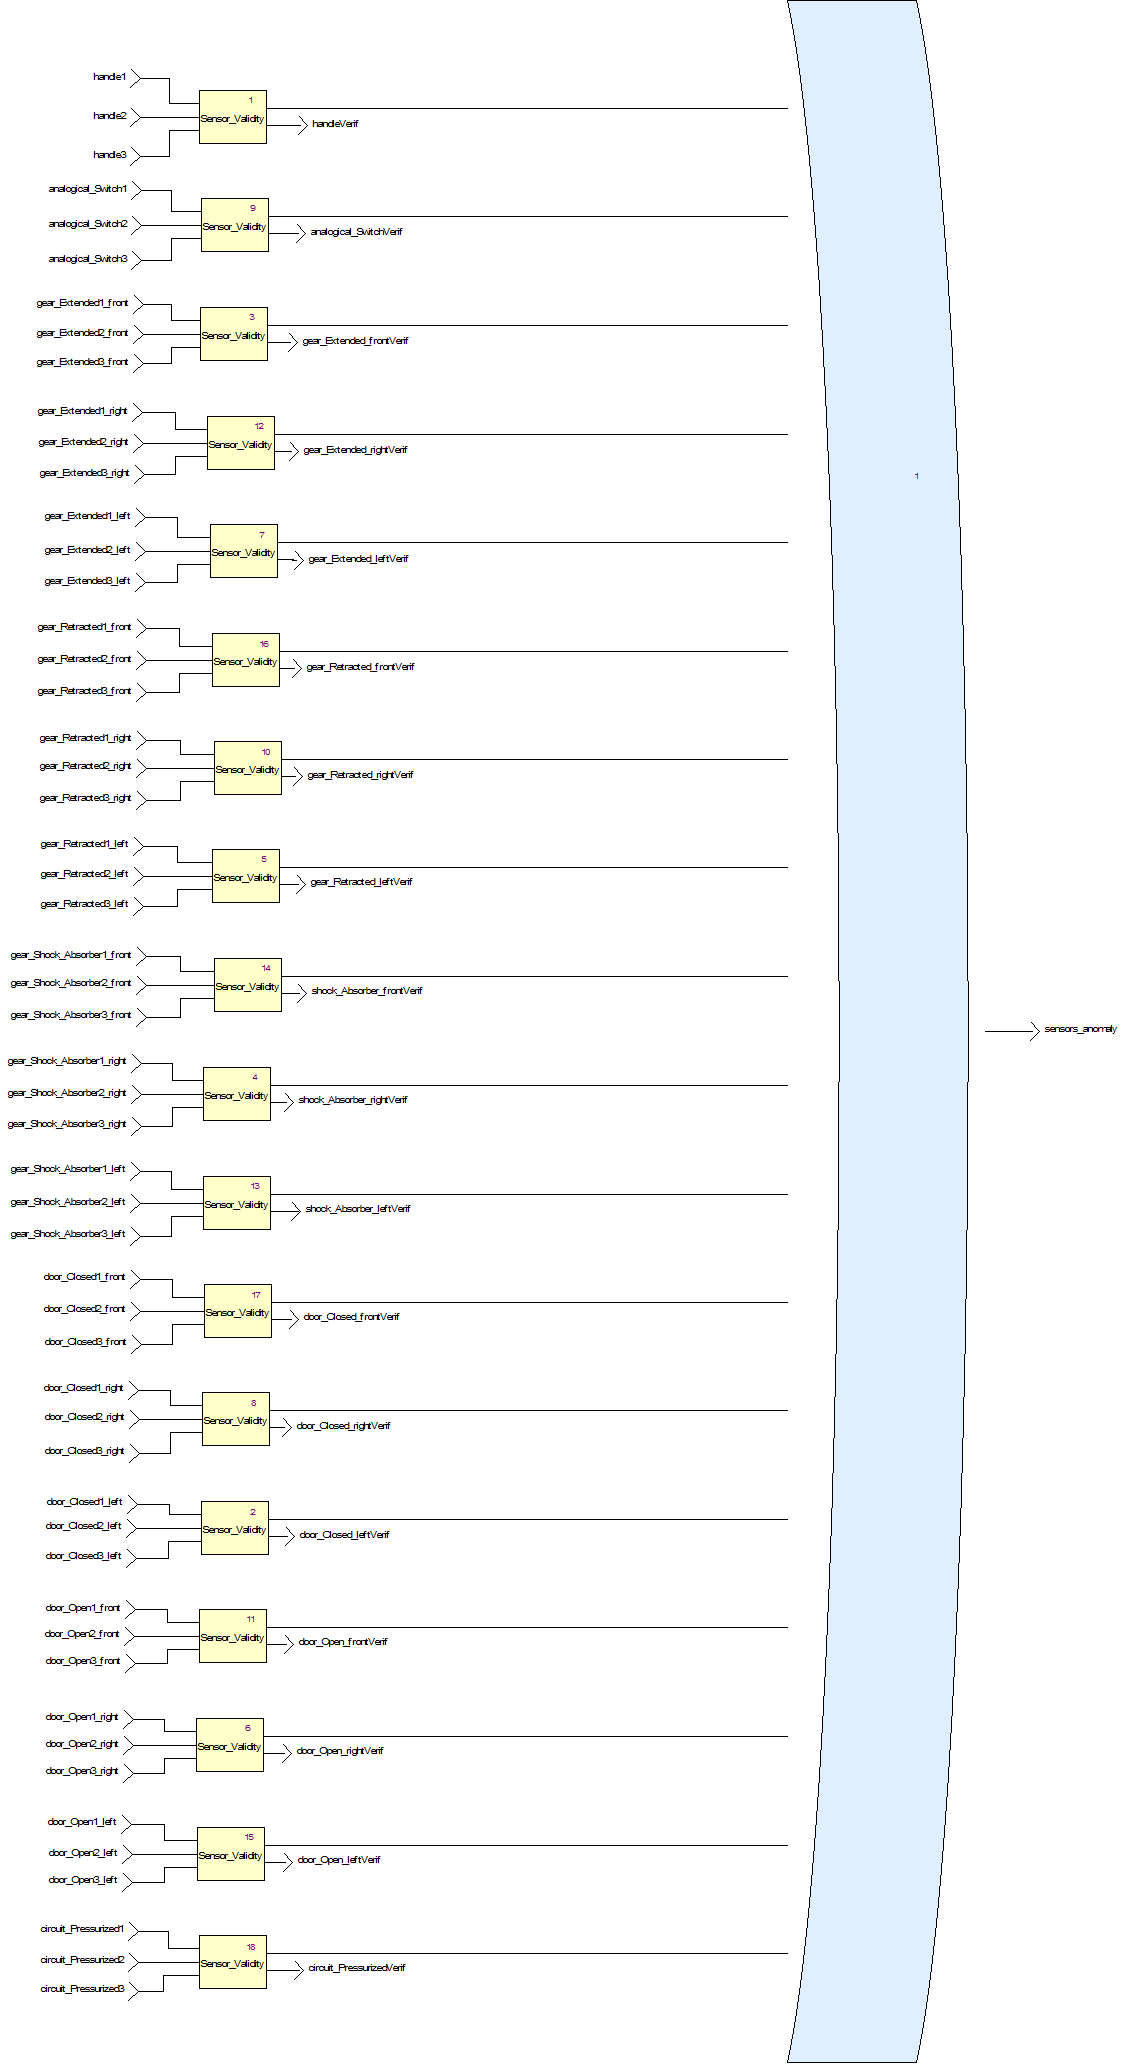 handle1
1
handle2
Sensor_Validity
handleVerif
handle3
analogical_Switch1
9
analogical_Switch2
Sensor_Validity
analogical_SwitchVerif
analogical_Switch3
gear_Extended1_front
3
gear_Extended2_front
Sensor_Validity
gear_Extended_frontVerif
gear_Extended3_front
gear_Extended1_right
12
gear_Extended2_right
Sensor_Validity
gear_Extended_rightVerif
gear_Extended3_right
1
gear_Extended1_left
7
gear_Extended2_left
Sensor_Validity
gear_Extended_leftVerif
gear_Extended3_left
gear_Retracted1_front
16
gear_Retracted2_front
Sensor_Validity
gear_Retracted_frontVerif
gear_Retracted3_front
gear_Retracted1_right
10
gear_Retracted2_right
Sensor_Validity
gear_Retracted_rightVerif
gear_Retracted3_right
gear_Retracted1_left
5
gear_Retracted2_left
Sensor_Validity
gear_Retracted_leftVerif
gear_Retracted3_left
gear_Shock_Absorber1_front
14
gear_Shock_Absorber2_front
Sensor_Validity
shock_Absorber_frontVerif
gear_Shock_Absorber3_front
sensors_anomaly
gear_Shock_Absorber1_right
4
gear_Shock_Absorber2_right
Sensor_Validity
shock_Absorber_rightVerif
gear_Shock_Absorber3_right
gear_Shock_Absorber1_left
13
gear_Shock_Absorber2_left
Sensor_Validity
shock_Absorber_leftVerif
gear_Shock_Absorber3_left
door_Closed1_front
17
door_Closed2_front
Sensor_Validity
door_Closed_frontVerif
door_Closed3_front
door_Closed1_right
8
door_Closed2_right
Sensor_Validity
door_Closed_rightVerif
door_Closed3_right
door_Closed1_left
2
door_Closed2_left
Sensor_Validity
door_Closed_leftVerif
door_Closed3_left
door_Open1_front
11
door_Open2_front
Sensor_Validity
door_Open_frontVerif
door_Open3_front
door_Open1_right
6
door_Open2_right
Sensor_Validity
door_Open_rightVerif
door_Open3_right
door_Open1_left
15
door_Open2_left
Sensor_Validity
door_Open_leftVerif
door_Open3_left
circuit_Pressurized1
18
circuit_Pressurized2
Sensor_Validity
circuit_PressurizedVerif
circuit_Pressurized3